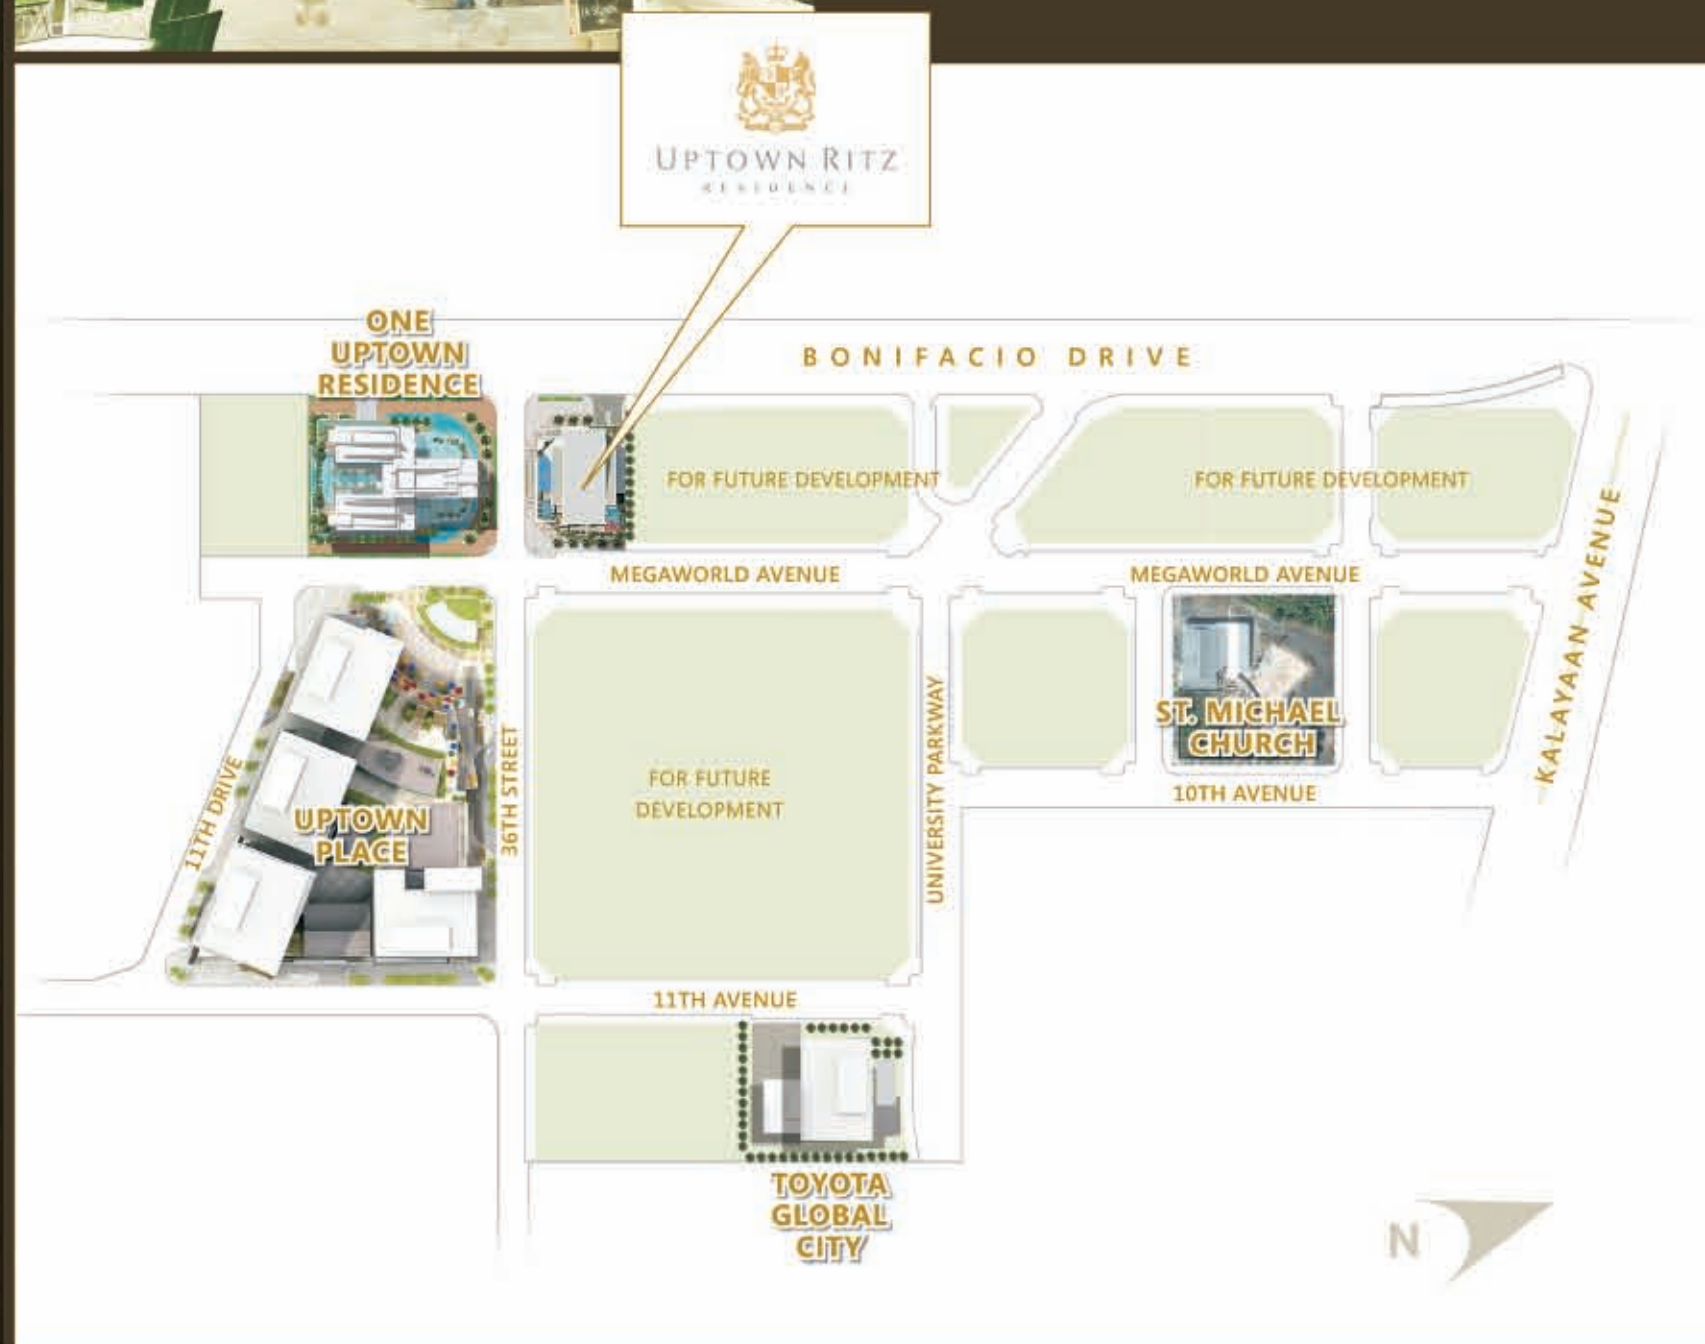 UPTOWN RITZ
RESIDENCE
ONE
UPTOWN
RESIDENCE
BONIFACIO DRIVE
FOR FUTURE DEVELOPMENT
FOR FUTURE DEVELOPMENT
MEGAWORLD AVENUE
MEGAWORLD AVENUE
KALAYAAN AVENUE
ST. MICHAEL
CHURCH
10TH AVENUE
UNIVERSITY PARKWAY
FOR FUTURE
DEVELOPMENT
36TH STREET
11TH DRIVE
UPTOWN
PLACE
11TH AVENUE
TOYOTA
GLOBAL
CITY
N